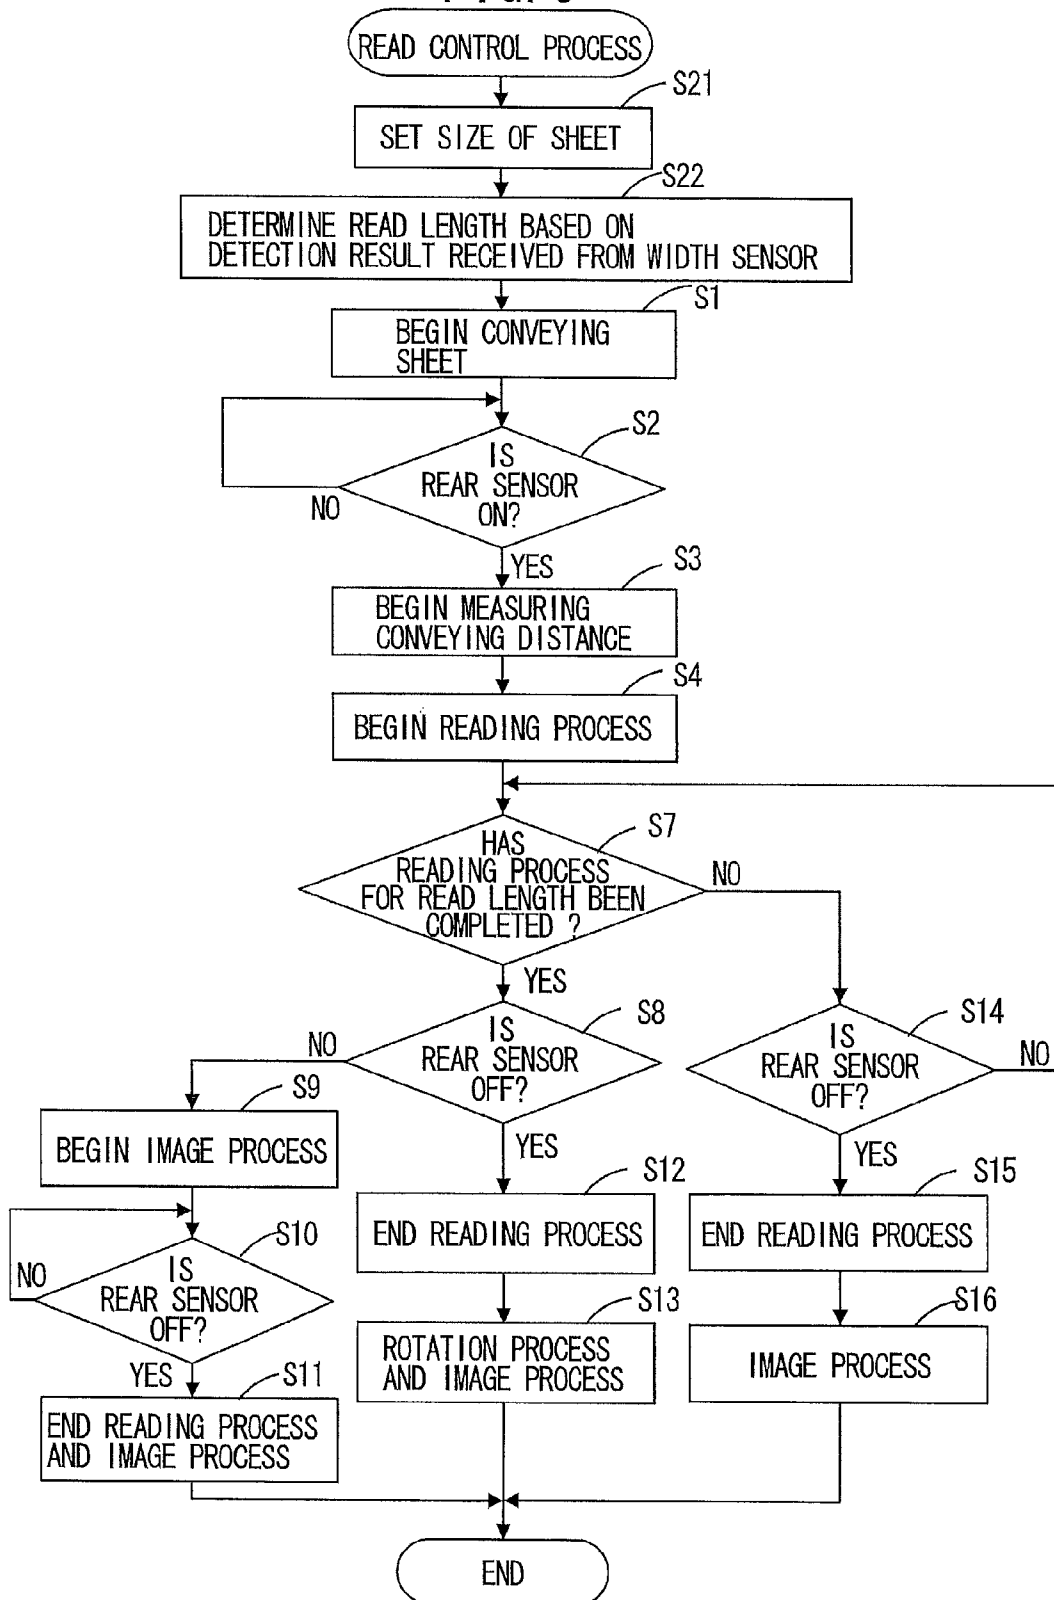 READ CONTROL PROCESS
S21
SET SIZE OF SHEET
S22
DETERMINE READ LENGTH BASED ON
DETECTION RESULT RECEIVED FROM WIDTH SENSOR
S1
BEGIN CONVEYING
SHEET
S2
IS
REAR SENSOR
ON?
NO
YES
S3
BEGIN MEASURING
CONVEYING DISTANCE
S4
BEGIN READING PROCESS
S7
HAS
READING PROCESS
FOR READ LENGTH BEEN
COMPLETED ?
NO
YES
S8
IS
REAR SENSOR
OFF?
NO
YES
S14
IS
REAR SENSOR
OFF?
NO
YES
S9
BEGIN IMAGE PROCESS
S10
IS
REAR SENSOR
OFF?
NO
YES
S11
END READING PROCESS
AND IMAGE PROCESS
S12
END READING PROCESS
S13
ROTATION PROCESS
AND IMAGE PROCESS
S15
END READING PROCESS
S16
IMAGE PROCESS
END